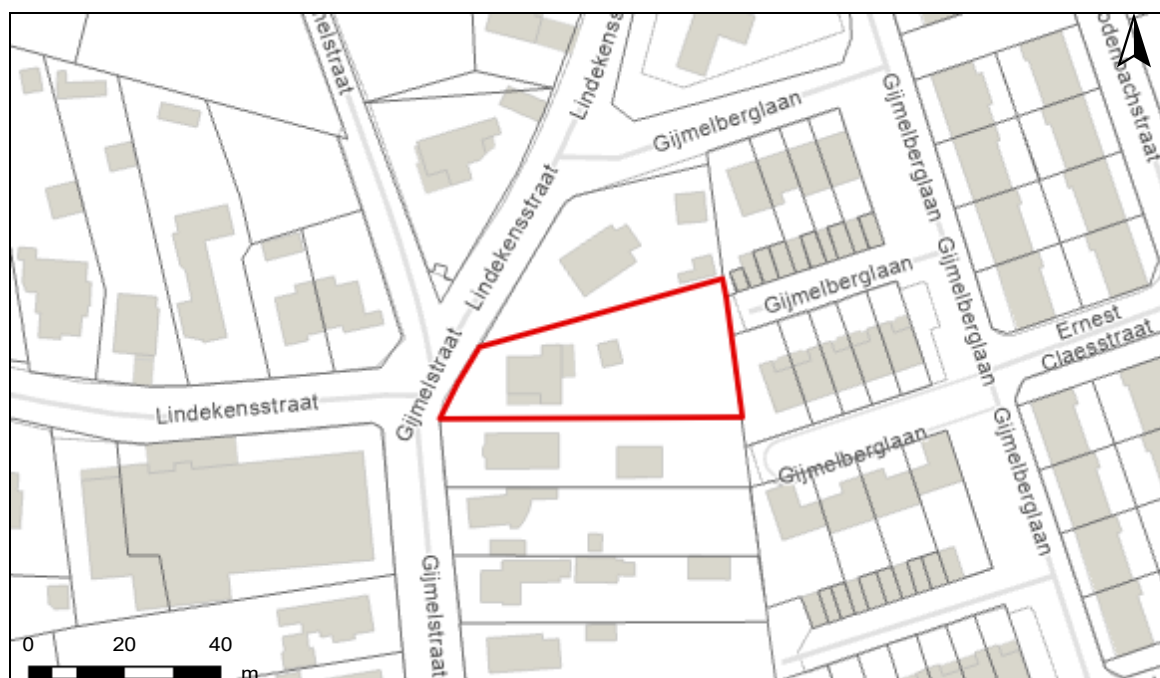 melstraat
Lindekenss
Gijmelberglaan
Gijmelberglaan
odenbachstraat
Lindekensstraat
Gijmelberglaan
Gijmelberglaan
Ernest
Claesstraat
Gijmelstraat
Lindekensstraat
Gijmelberglaan
Gijmelberglaan
Gijmelstraat
0 20 40
m